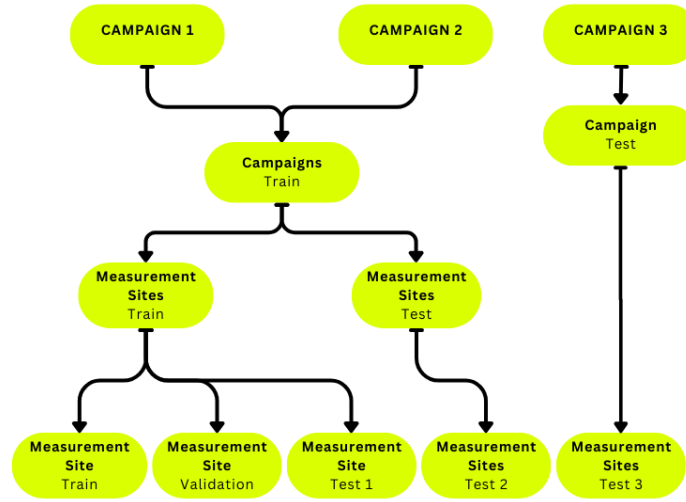 CAMPAIGN 1
CAMPAIGN 2
CAMPAIGN 3
Campaign
Test
Campaigns
Train
Measurement
Sites
Train
Measurement
Sites
Test
Measurement
Site
Train
Measurement
Site
Validation
Measurement
Site
Test 1
Measurement
Sites
Test 2
Measurement
Sites
Test 3